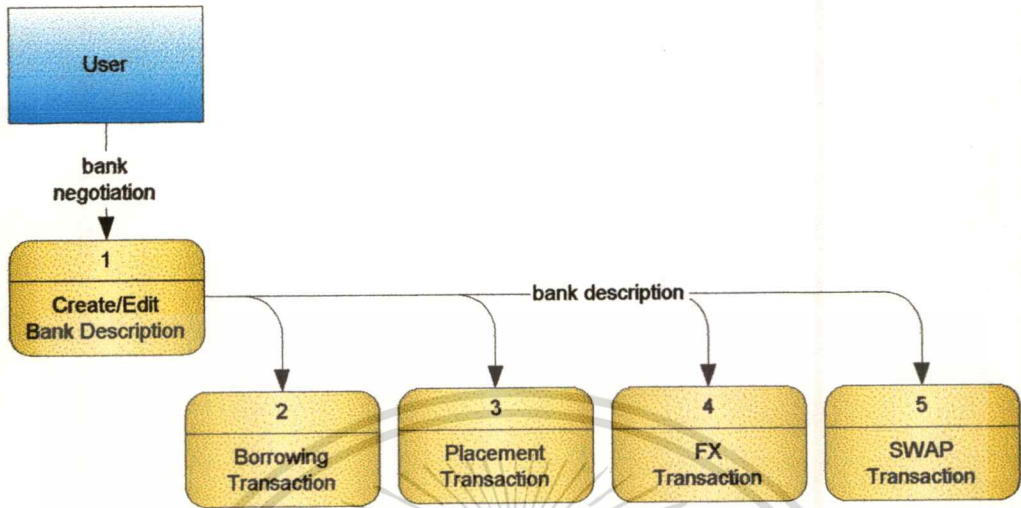 User
bank
negotiation
1
Create/Edit
Bank Description
bank description
2
Borrowing
Transaction
3
Placement
Transaction
4
FX
Transaction
5
SWAP
Transaction